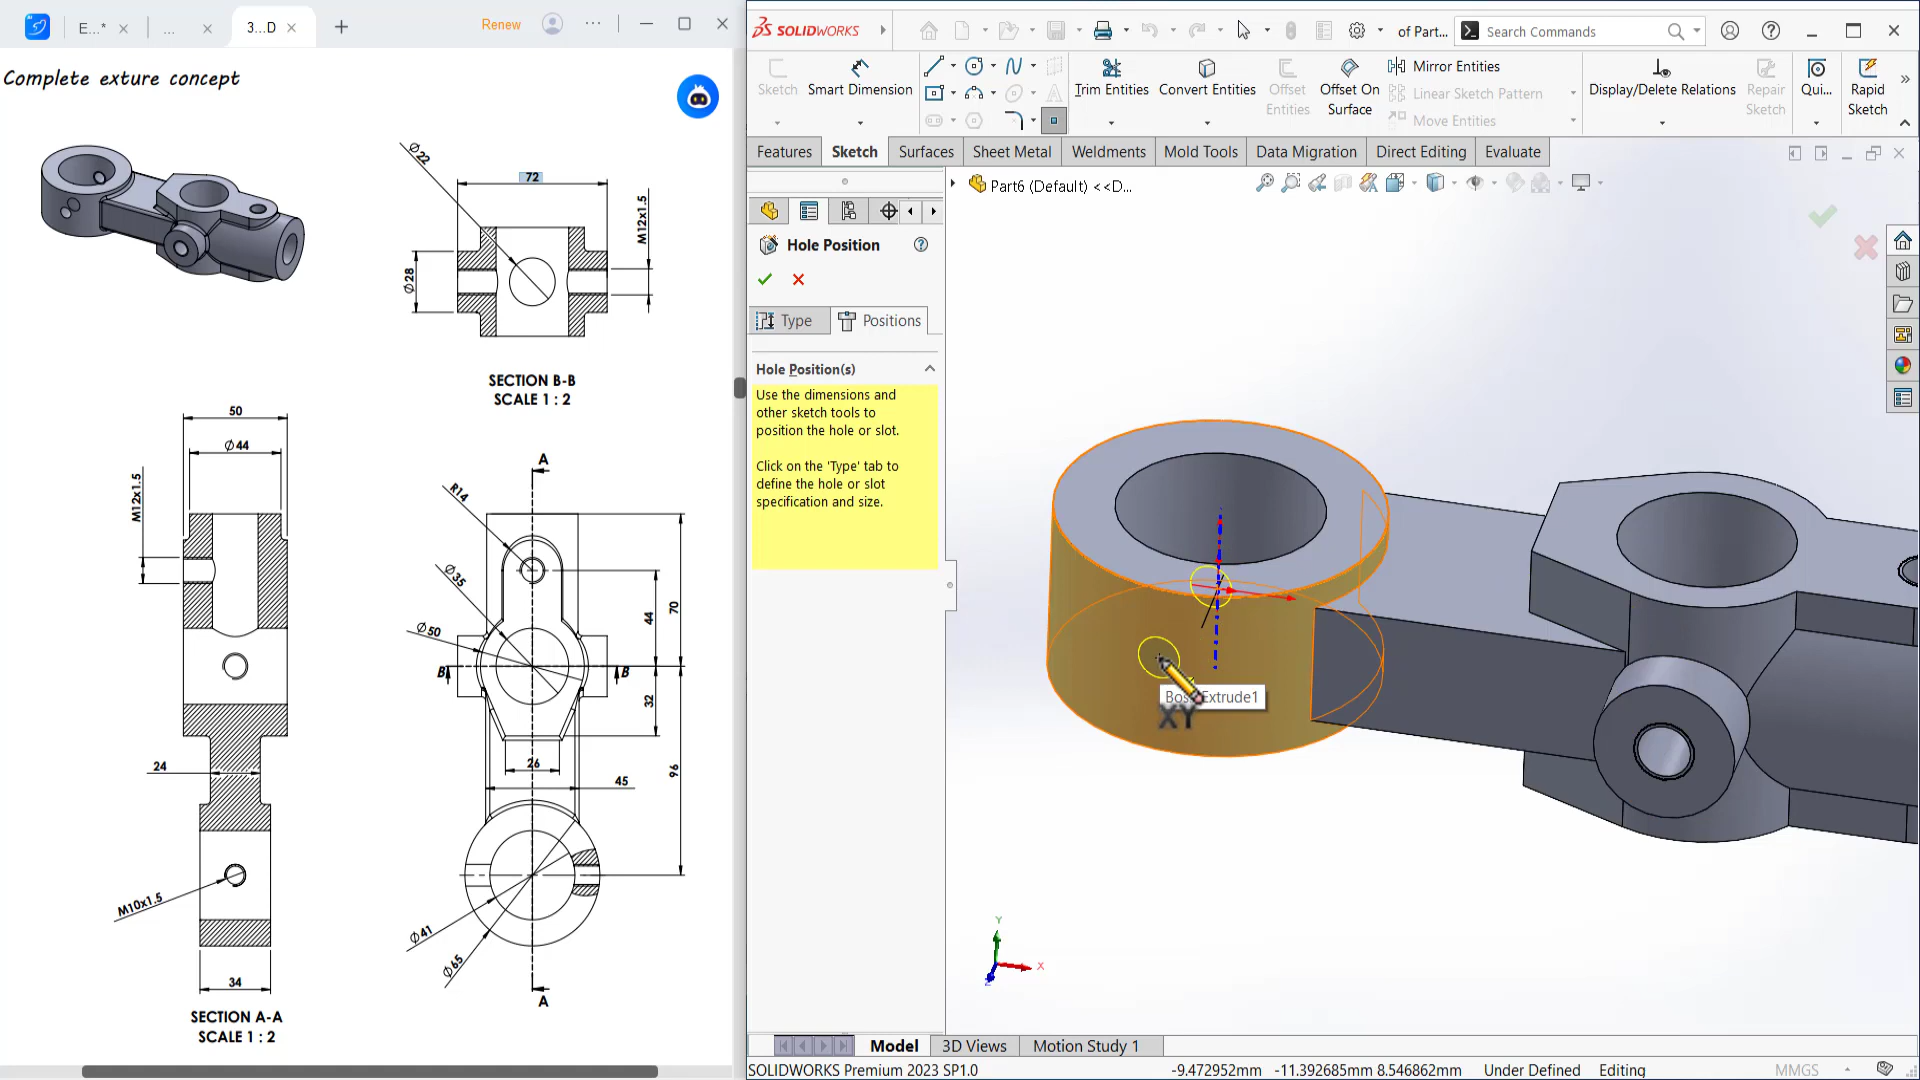 E...*
...
3...D
Renew
Complete exture concept
Ø22
72
M12x1.5
Ø28
SECTION B-B
SCALE 1 : 2
50
Ø44
M12x1.5
24
M10x1.5
34
SECTION A-A
SCALE 1 : 2
A
R14
Ø35
Ø50
B
B
44
70
32
26
45
96
Ø41
Ø65
A
SOLIDWORKS
of Part...
Search Commands
Sketch
Smart Dimension
Trim Entities
Convert Entities
Offset Entities
Offset On Surface
Mirror Entities
Linear Sketch Pattern
Move Entities
Display/Delete Relations
Repair Sketch
Qui...
Rapid Sketch
Features
Sketch
Surfaces
Sheet Metal
Weldments
Mold Tools
Data Migration
Direct Editing
Evaluate
Part6 (Default) <<D...
Hole Position
Type
Positions
Hole Position(s)
Use the dimensions and
other sketch tools to
position the hole or slot.
Click on the 'Type' tab to
define the hole or slot
specification and size.
XY
Y
X
Z
Model
3D Views
Motion Study 1
SOLIDWORKS Premium 2023 SP1.0
-9.472952mm
-11.392685mm
8.546862mm
Under Defined
Editing
MMGS